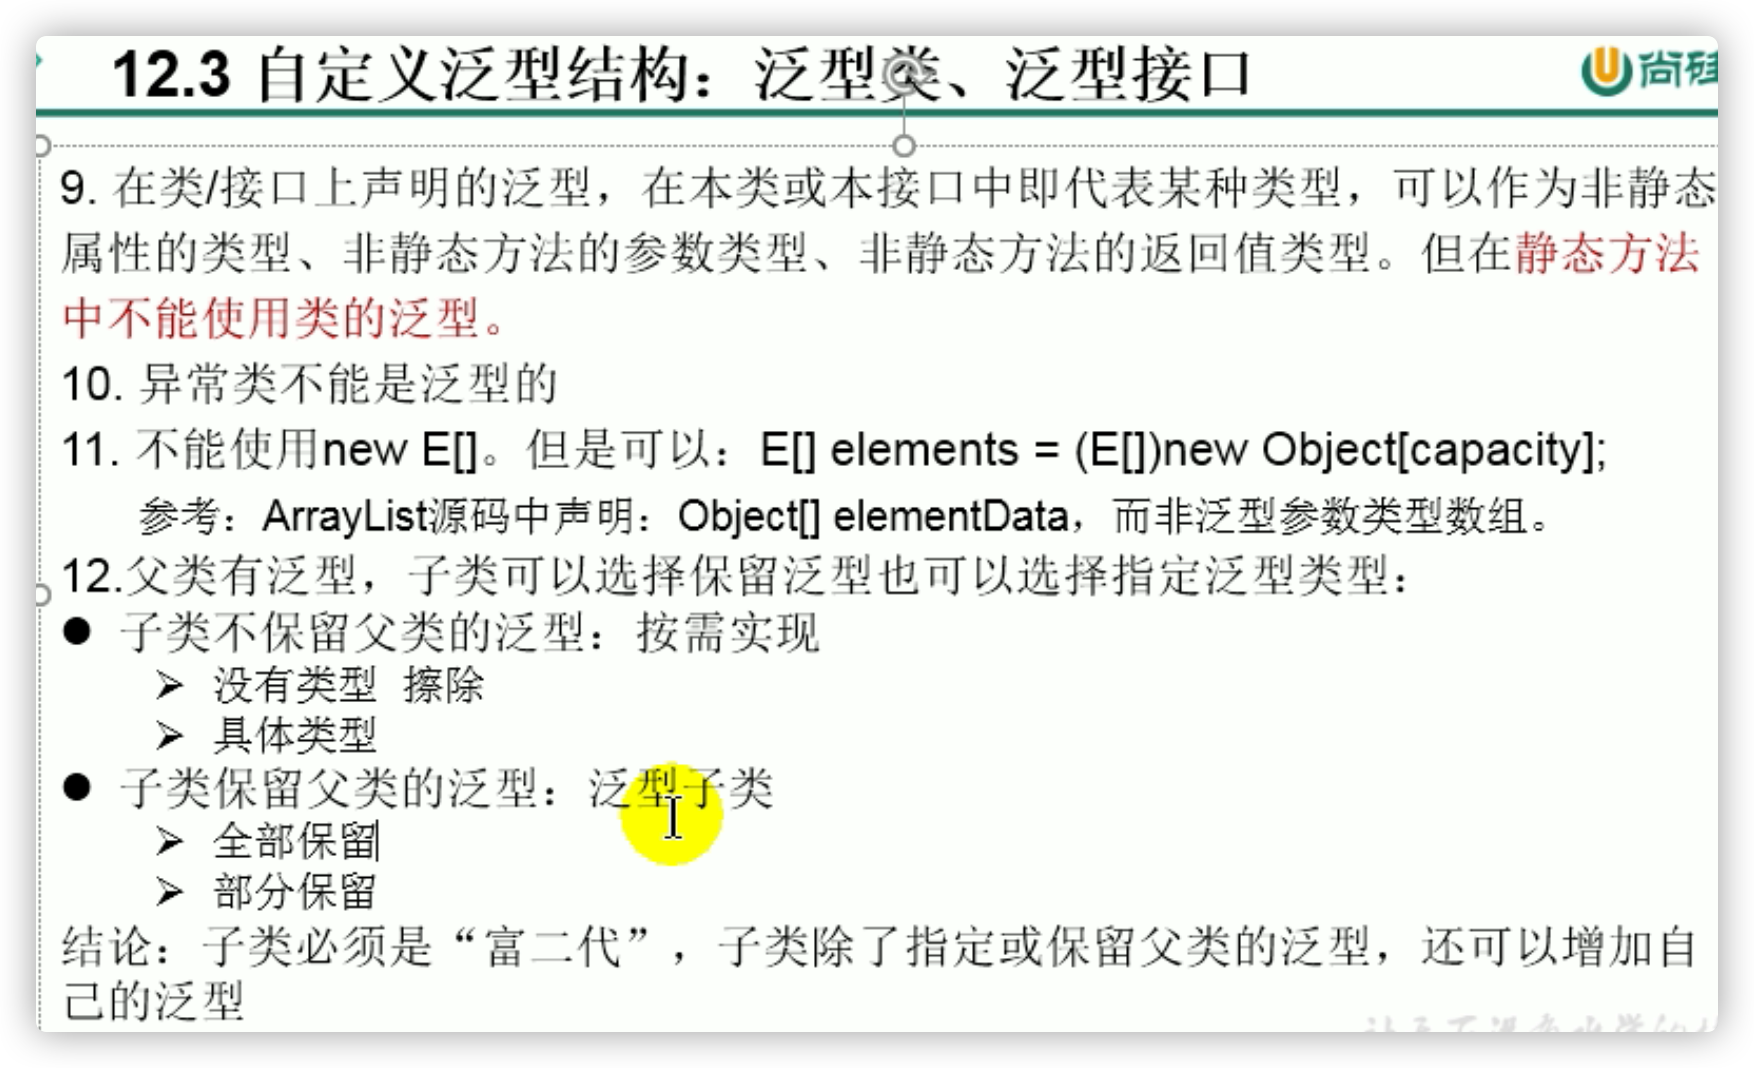 12.3 自定义泛型结构：泛型类、泛型接口
尚硅
9. 在类/接口上声明的泛型，在本类或本接口中即代表某种类型，可以作为非静态
属性的类型、非静态方法的参数类型、非静态方法的返回值类型。但在静态方法
中不能使用类的泛型。
10. 异常类不能是泛型的
11. 不能使用new E[]。但是可以：E[] elements = (E[])new Object[capacity];
参考：ArrayList源码中声明：Object[] elementData，而非泛型参数类型数组。
12.父类有泛型，子类可以选择保留泛型也可以选择指定泛型类型：
● 子类不保留父类的泛型：按需实现
➢ 没有类型 擦除
➢ 具体类型
● 子类保留父类的泛型：泛型子类
➢ 全部保留
➢ 部分保留
结论：子类必须是“富二代”，子类除了指定或保留父类的泛型，还可以增加自
己的泛型